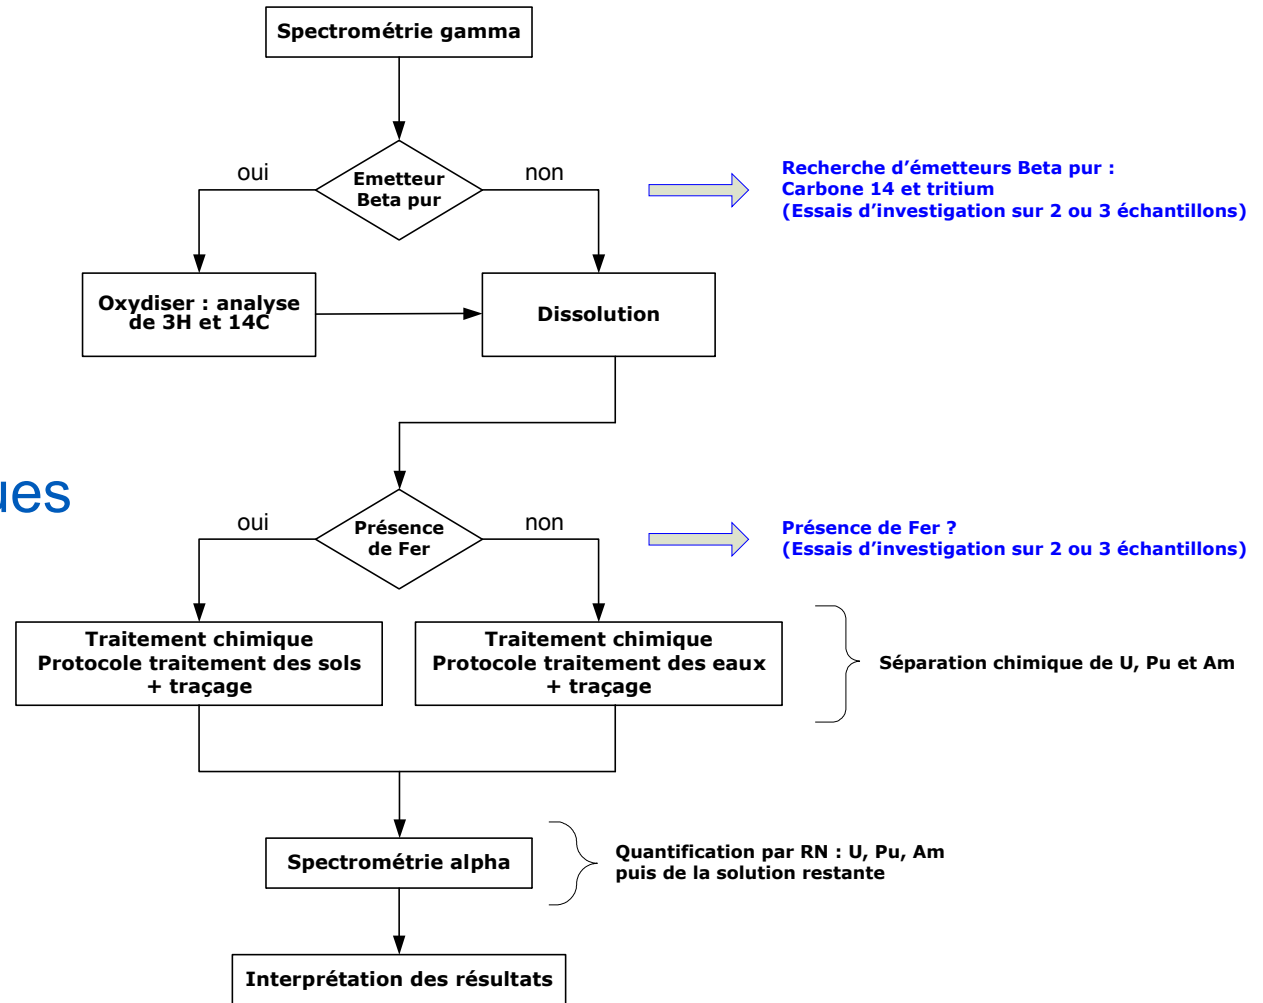 Spectrométrie gamma
oui
Emetteur
Beta pur
non
Recherche d’émetteurs Beta pur :
Carbone 14 et tritium
(Essais d’investigation sur 2 ou 3 échantillons)
Oxydiser : analyse
de 3H et 14C
Dissolution
ues
oui
Présence
de Fer
non
Présence de Fer ?
(Essais d’investigation sur 2 ou 3 échantillons)
Traitement chimique
Protocole traitement des sols
+ traçage
Traitement chimique
Protocole traitement des eaux
+ traçage
Séparation chimique de U, Pu et Am
Spectrométrie alpha
Quantification par RN : U, Pu, Am
puis de la solution restante
Interprétation des résultats